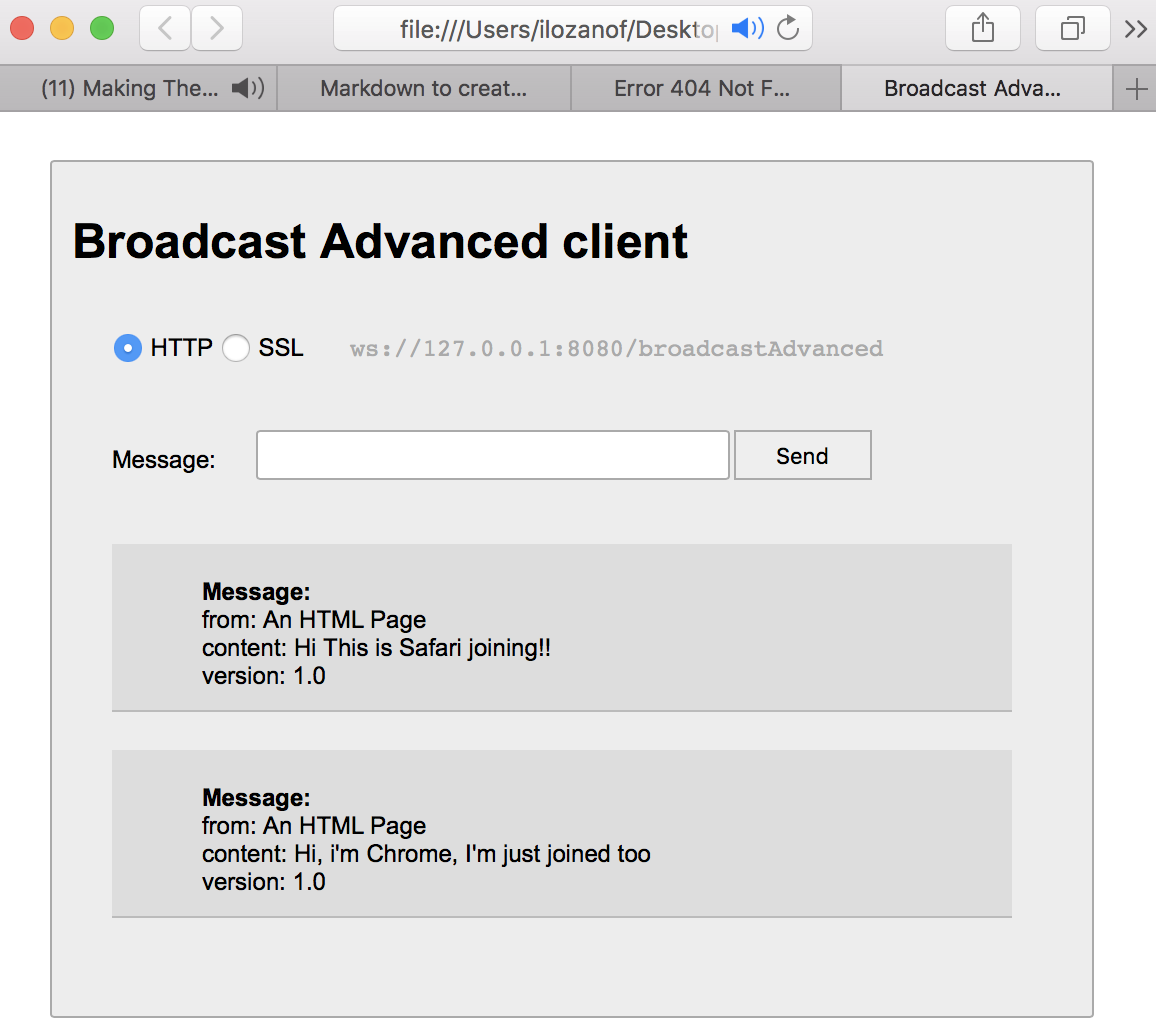 file:///Users/ilozanof/Desktop
(11) Making The...
Markdown to creat...
Error 404 Not F...
Broadcast Adva...
Broadcast Advanced client
HTTP SSL ws://127.0.0.1:8080/broadcastAdvanced
Message: Send
Message:
from: An HTML Page
content: Hi This is Safari joining!!
version: 1.0
Message:
from: An HTML Page
content: Hi, i'm Chrome, I'm just joined too
version: 1.0